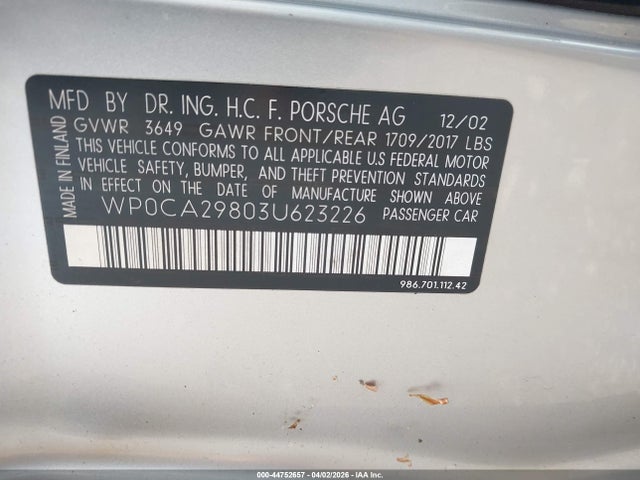 MFD BY DR. ING. H.C. F. PORSCHE AG 12/02
GVWR 3649 GAWR FRONT/REAR 1709/2017 LBS
THIS VEHICLE CONFORMS TO ALL APPLICABLE U.S FEDERAL MOTOR
VEHICLE SAFETY, BUMPER, AND THEFT PREVENTION STANDARDS
IN EFFECT ON THE DATE OF MANUFACTURE SHOWN ABOVE.
WP0CA29803U623226 PASSENGER CAR
MADE IN FINLAND
986.701.112.42
000-44752657 - 04/02/2026 - IAA Inc.